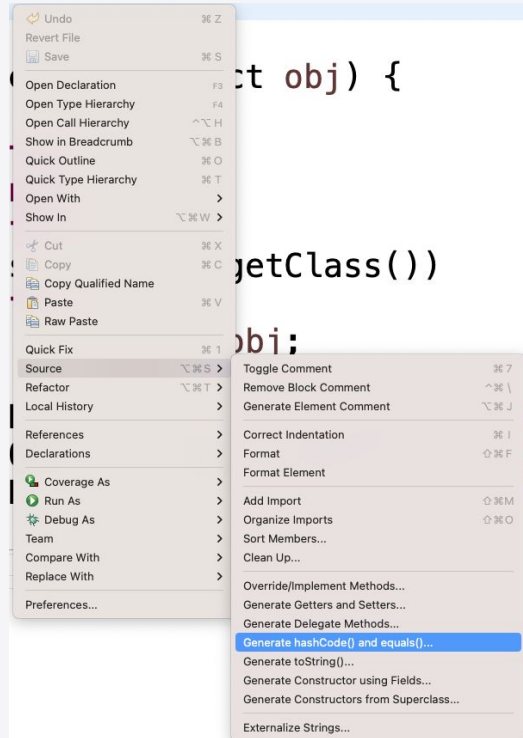 Undo ⌘ Z
Revert File
Save ⌘ S
ct obj) {
Open Declaration F3
Open Type Hierarchy F4
Open Call Hierarchy ^⌥ H
Show in Breadcrumb ⌥⌘ B
Quick Outline ⌘ O
Quick Type Hierarchy ⌘ T
Open With >
Show In ⌥⌘W >
Cut ⌘ X
Copy ⌘ C
getClass())
Copy Qualified Name
Paste ⌘ V
Raw Paste
obj;
Quick Fix ⌘ 1
Source ⌥⌘S >
Refactor ⌥⌘T >
Local History >
References >
Declarations >
Coverage As >
Run As >
Debug As >
Team >
Compare With >
Replace With >
Preferences...
Toggle Comment ⌘ 7
Remove Block Comment ^⌘ \
Generate Element Comment ⌥⌘ J
Correct Indentation ⌘ I
Format ⇧⌘ F
Format Element
Add Import ⇧⌘M
Organize Imports ⇧⌘O
Sort Members...
Clean Up...
Override/Implement Methods...
Generate Getters and Setters...
Generate Delegate Methods...
Generate hashCode() and equals()...
Generate toString()...
Generate Constructor using Fields...
Generate Constructors from Superclass...
Externalize Strings...